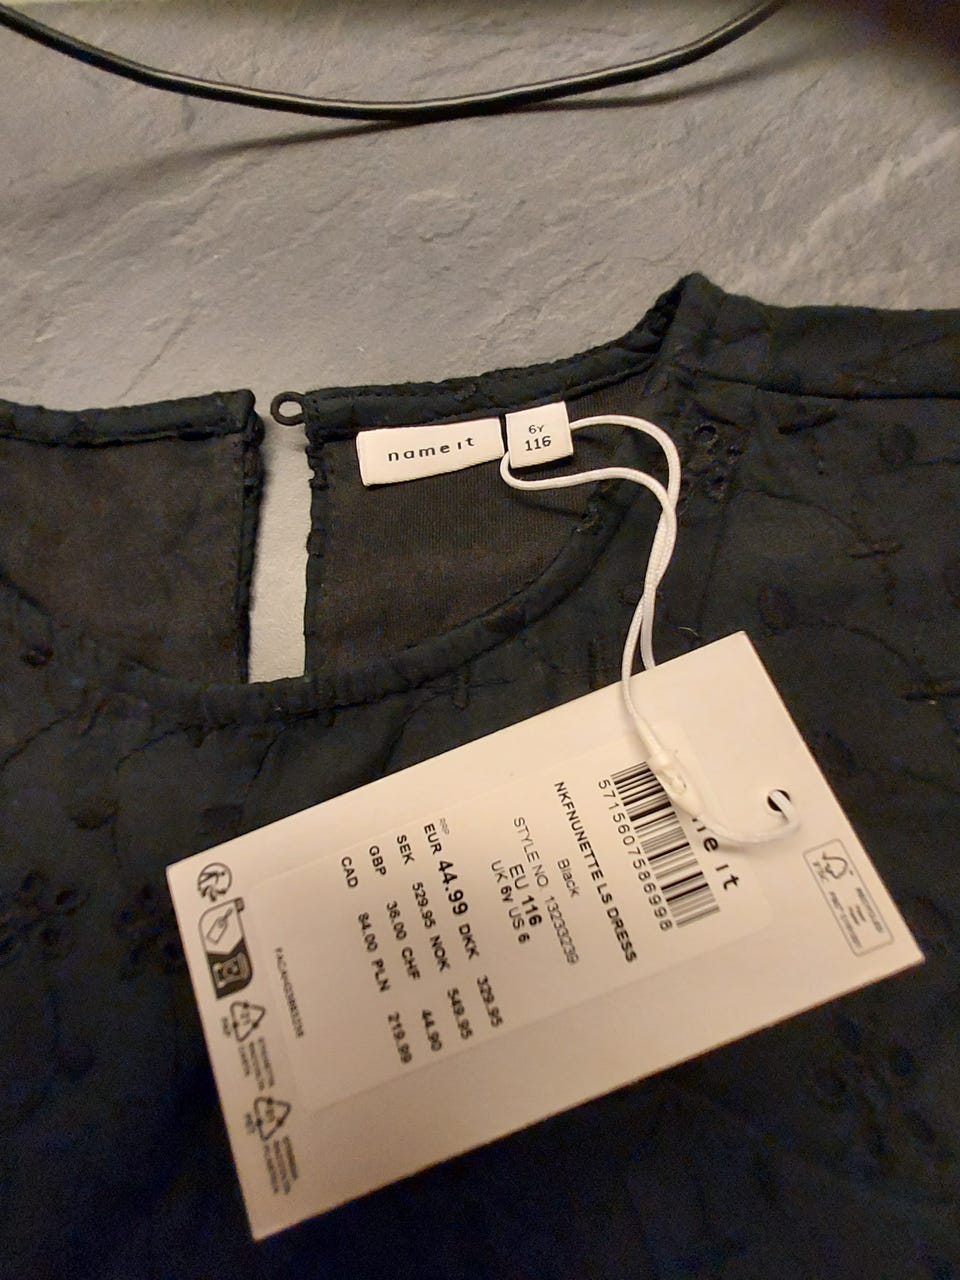 name it
6Y
116
name it
5715607586998
NKFNUNETTE LS DRESS
Black
STYLE NO. 13233239
EU 116
UK 6y US 6
RRP
EUR 44.99 DKK 329.95
SEK 529.95 NOK 549.95
GBP 36.00 CHF 44.90
CAD 84.00 PLN 219.99